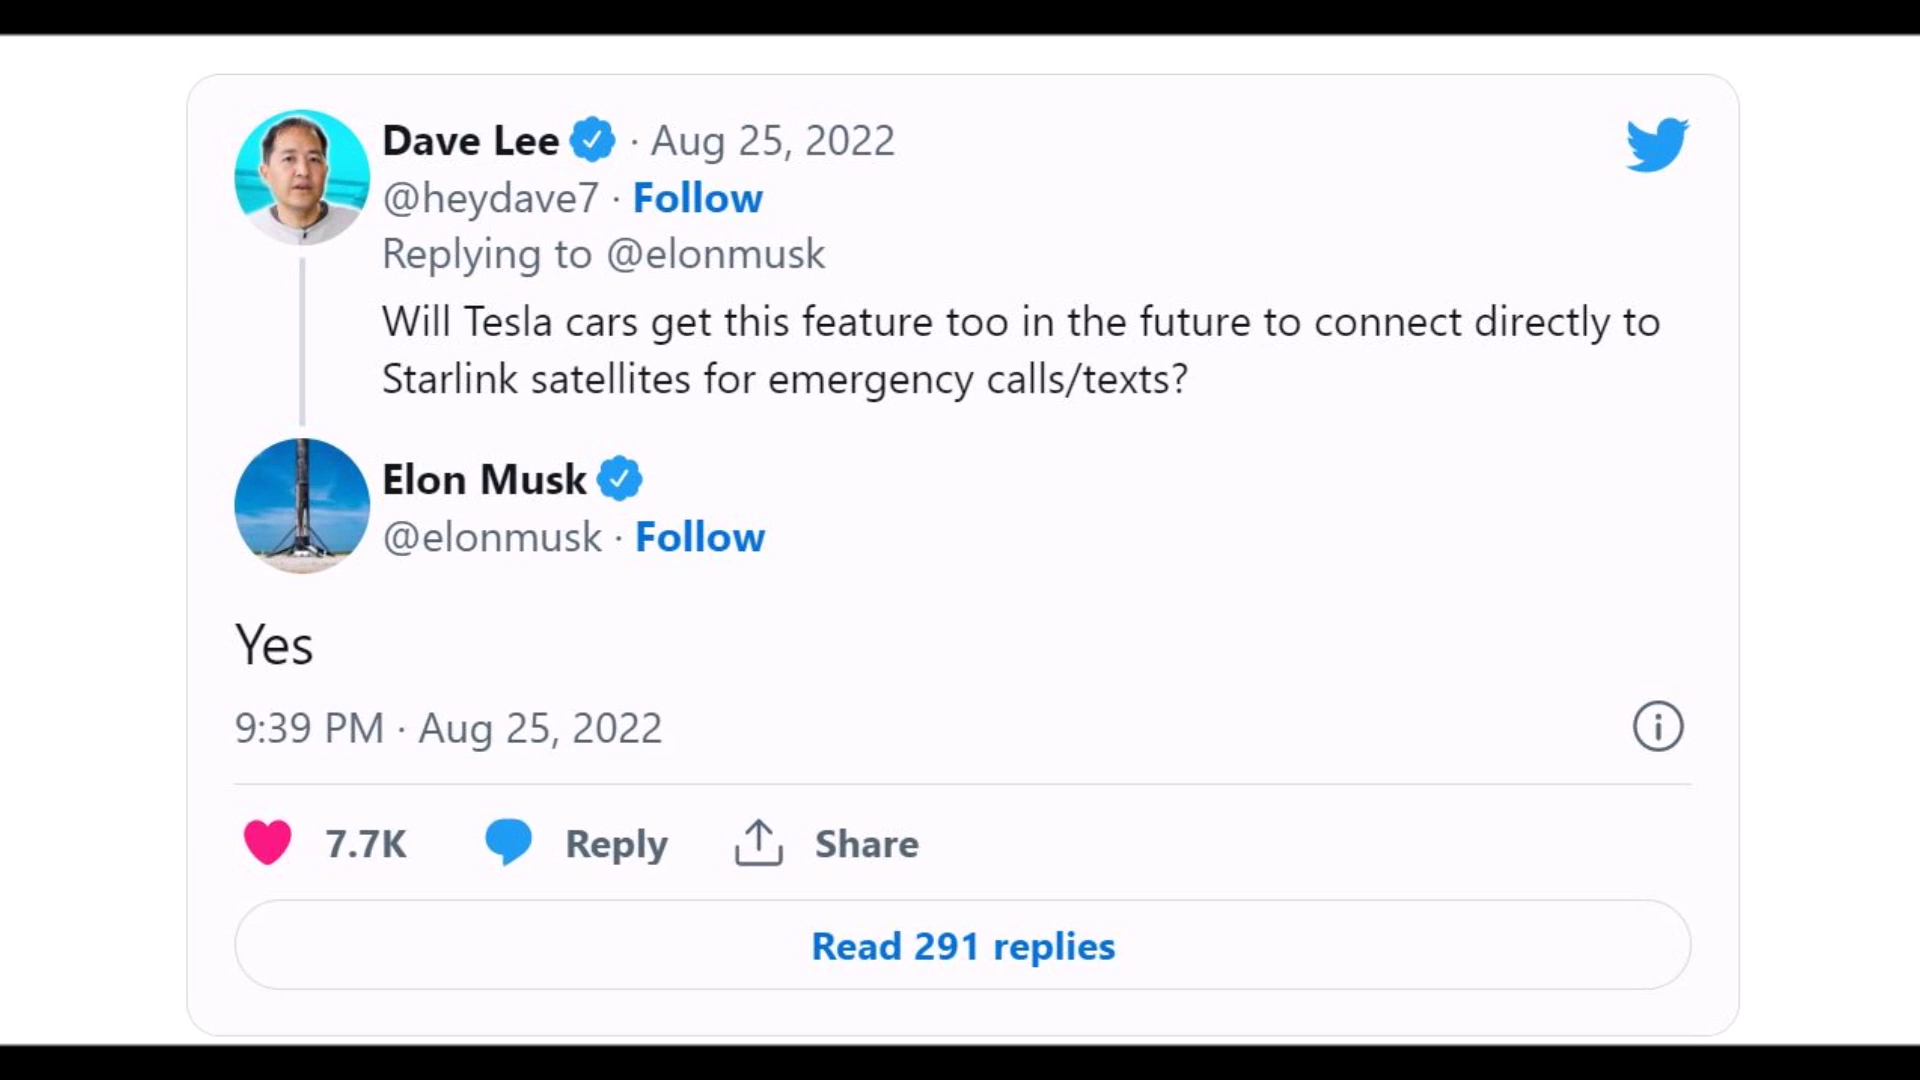 Dave Lee · Aug 25, 2022
@heydave7 · Follow
Replying to @elonmusk
Will Tesla cars get this feature too in the future to connect directly to
Starlink satellites for emergency calls/texts?
Elon Musk
@elonmusk · Follow
Yes
9:39 PM · Aug 25, 2022
7.7K Reply Share
Read 291 replies